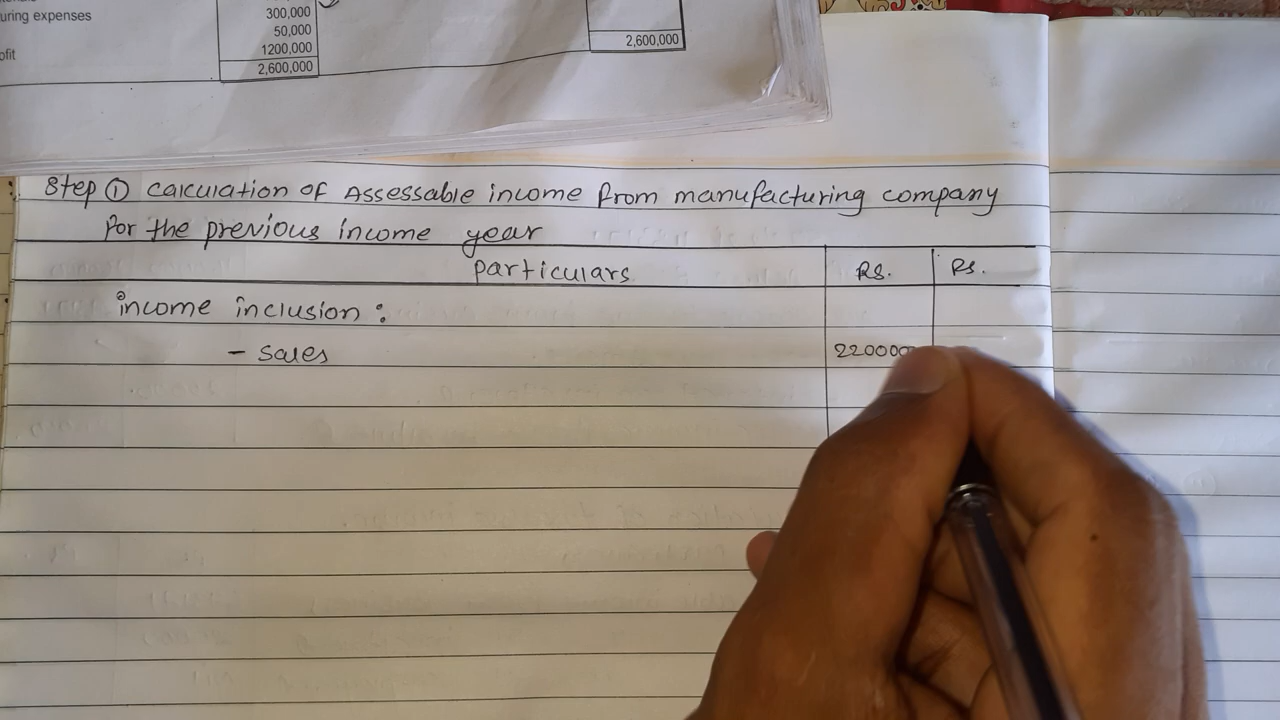 uring expenses 300,000
50,000
ofit 1200,000
2,600,000 2,600,000
Step ① Calculation of Assessable income from manufacturing company
For the previous income year
particulars Rs. Rs.
income inclusion :
- Sales 220000